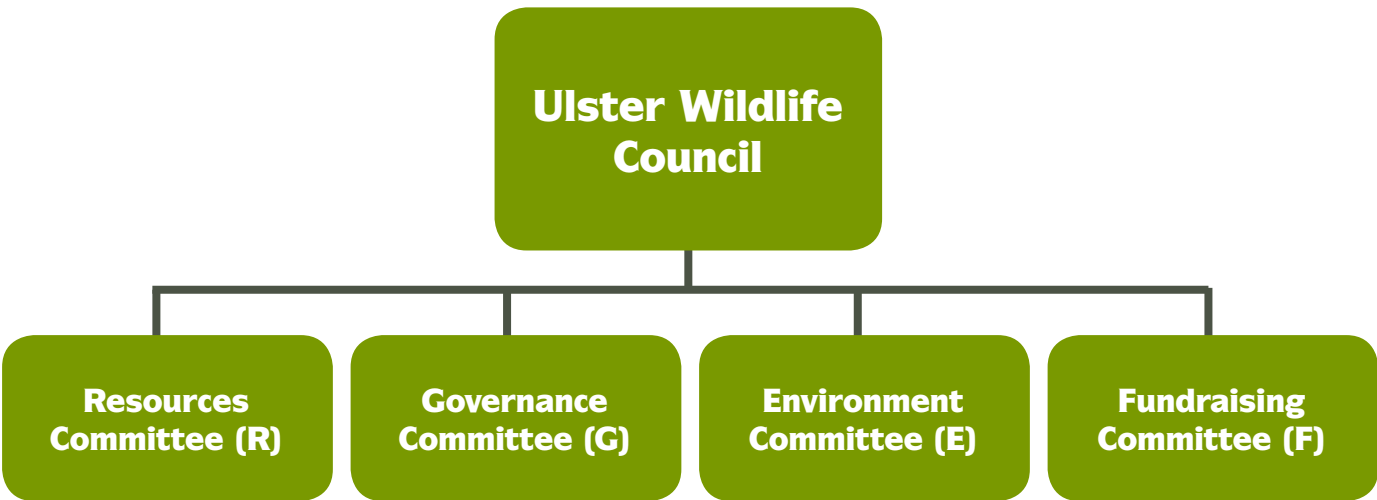 Ulster Wildlife
Council
Resources
Committee (R)
Governance
Committee (G)
Environment
Committee (E)
Fundraising
Committee (F)